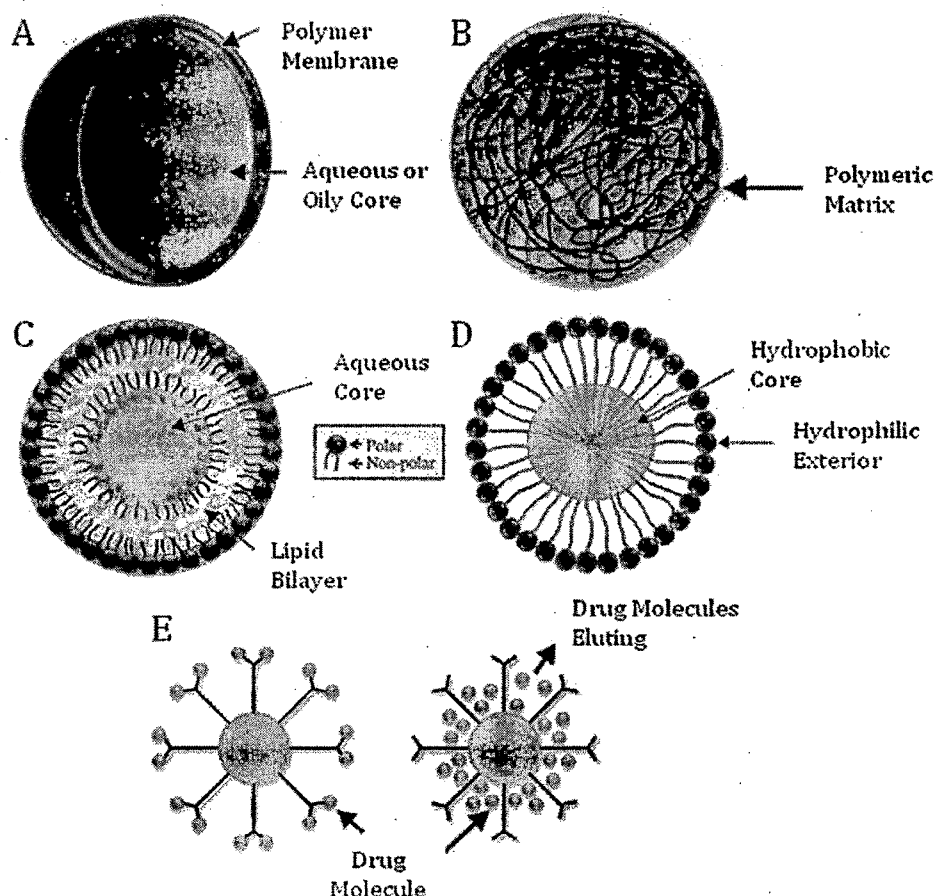 A
Polymer
Membrane
Aqueous or
Oily Core
B
Polymeric
Matrix
C
Aqueous
Core
Polar
Non-polar
Lipid
Bilayer
D
Hydrophobic
Core
Hydrophilic
Exterior
E
Drug Molecules
Eluting
Drug
Molecule